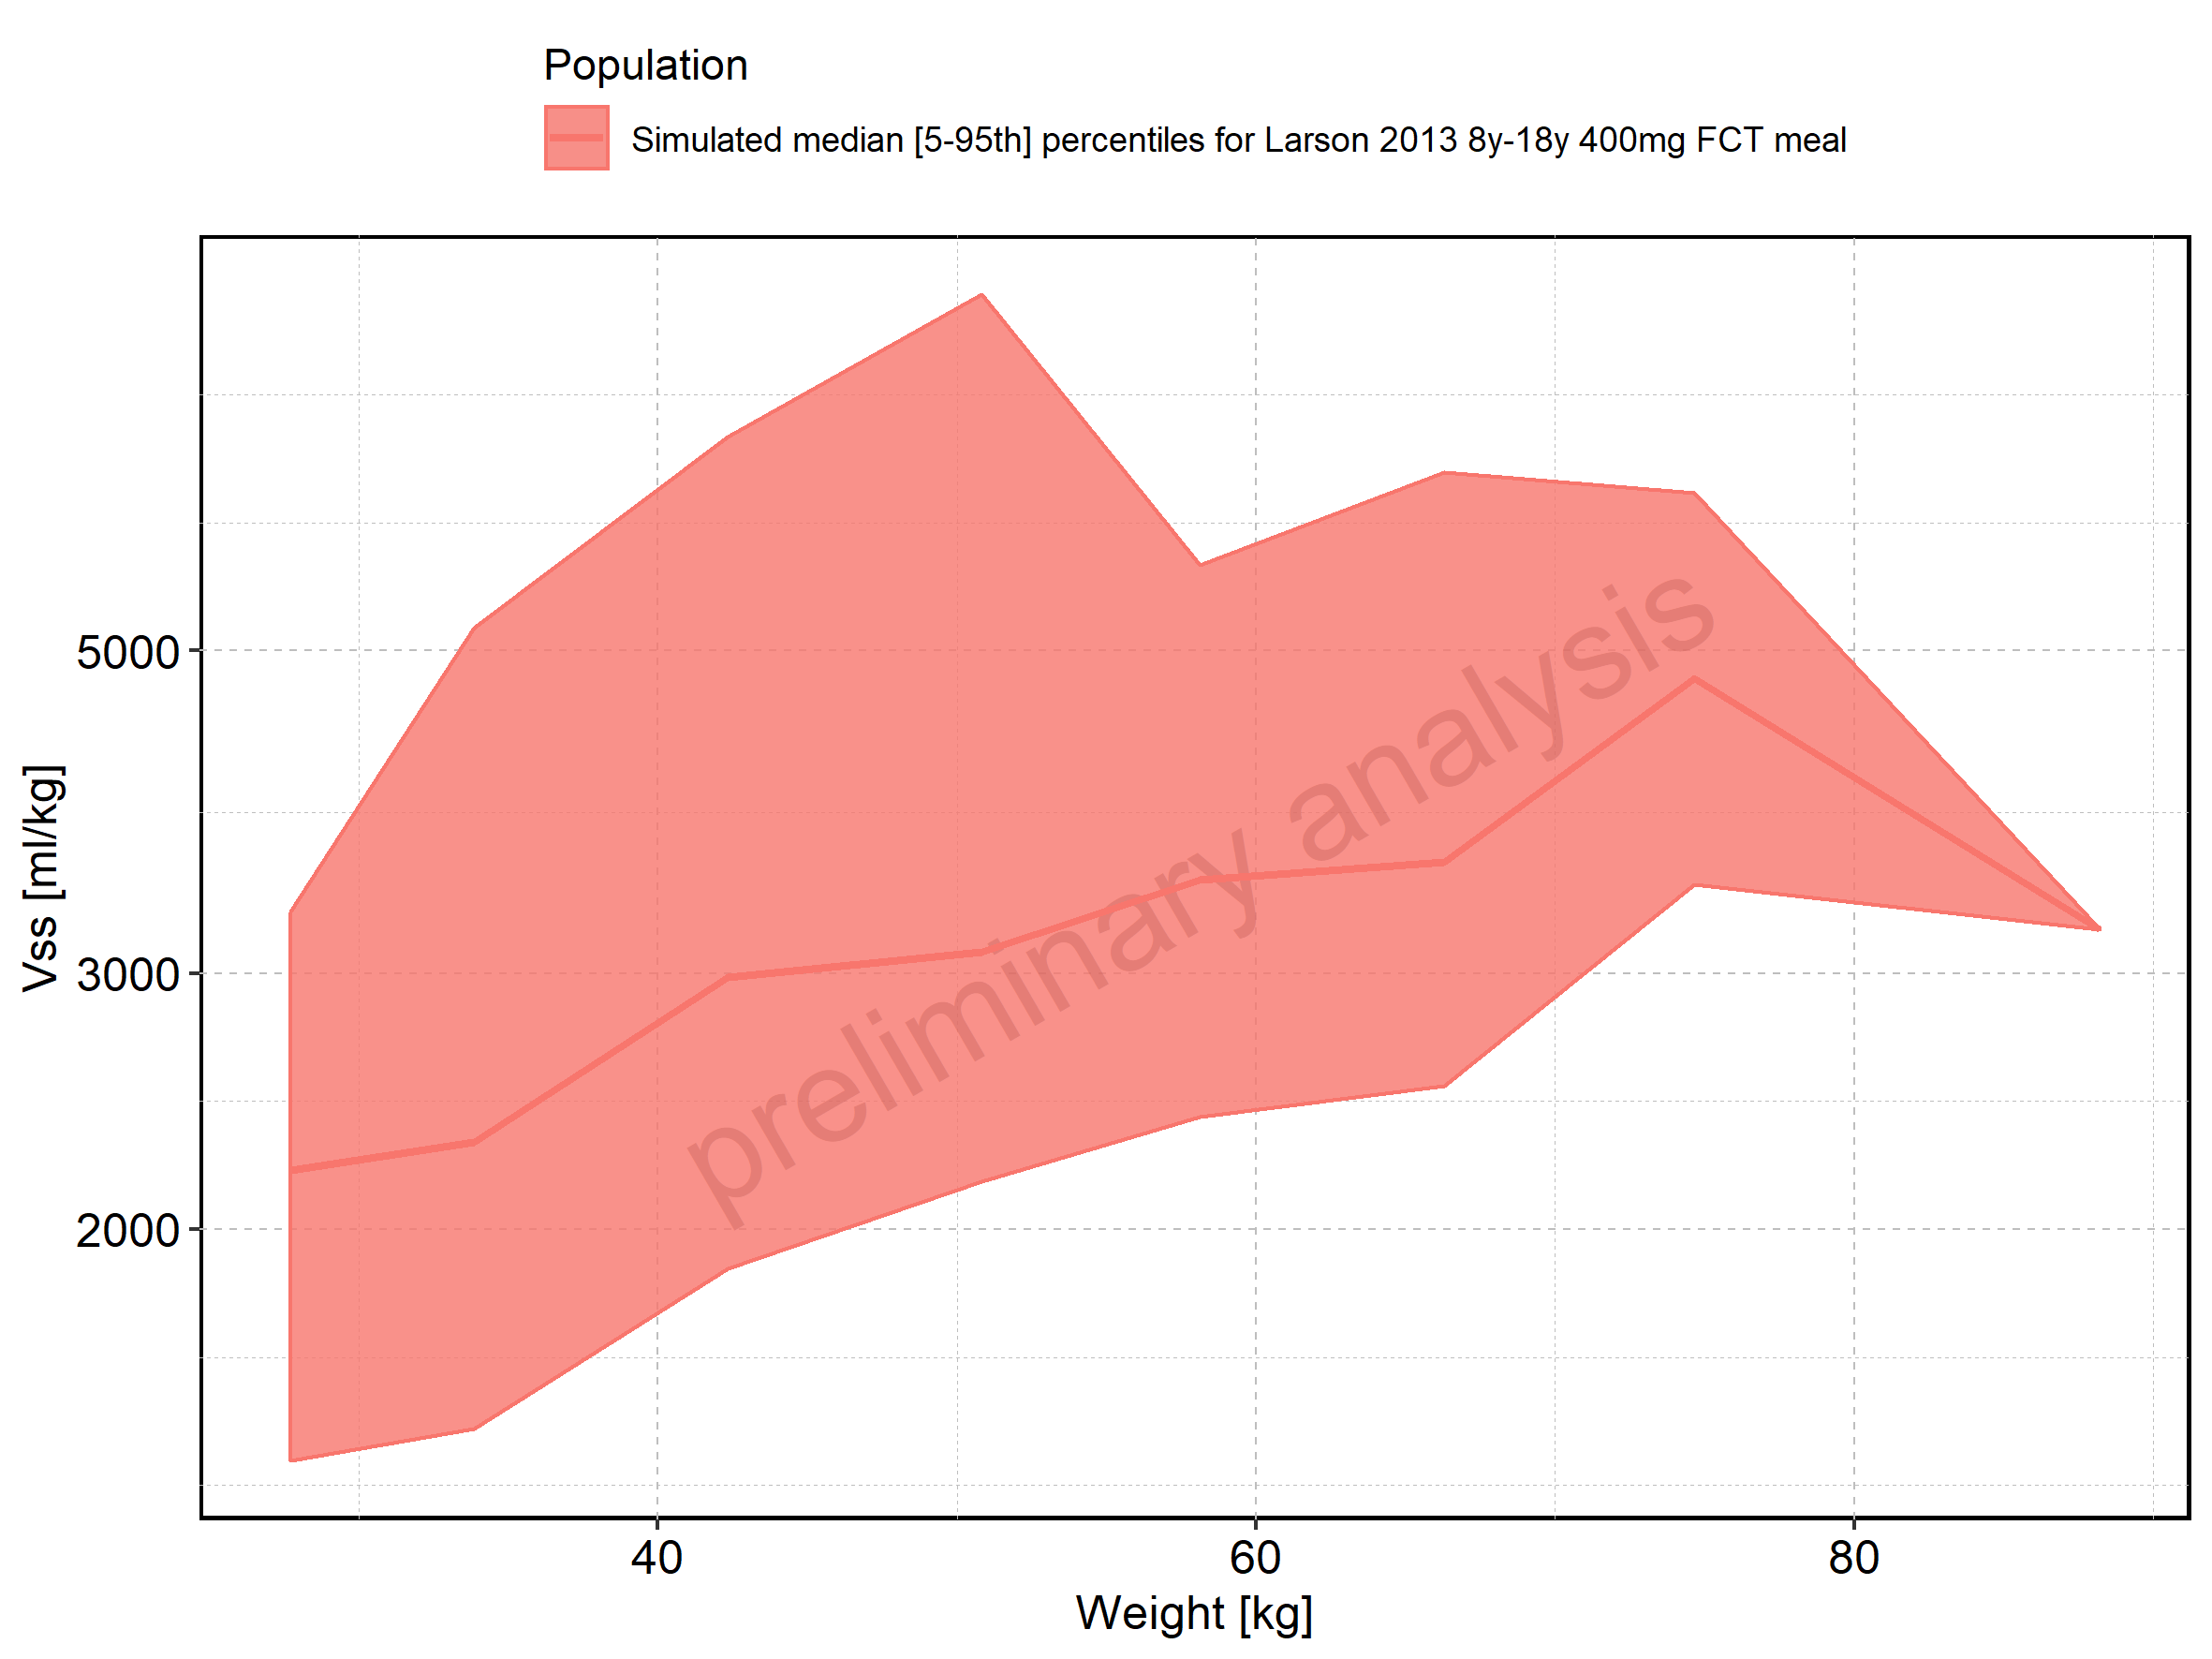 Population
Simulated median [5-95th] percentiles for Larson 2013 8y-18y 400mg FCT meal
5000
3000
2000
Vss [ml/kg]
preliminary analysis
40 60 80
Weight [kg]